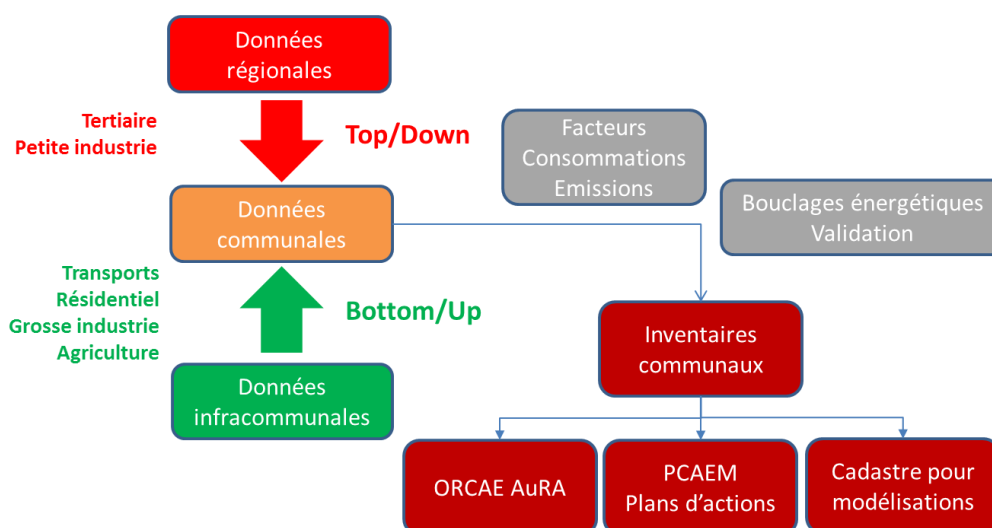 Données
régionales
Tertiaire
Petite industrie
Top/Down
Facteurs
Consommations
Emissions
Bouclages énergétiques
Validation
Données
communales
Transports
Résidentiel
Grosse industrie
Agriculture
Bottom/Up
Inventaires
communaux
Données
infracommunales
ORCAE AuRA
PCAEM
Plans d'actions
Cadastre pour
modélisations